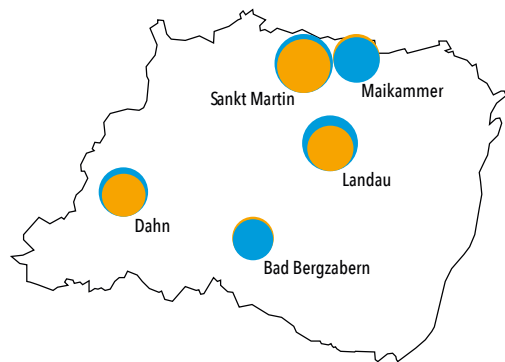 Maikammer
Sankt Martin
Landau
Dahn
Bad Bergzabern